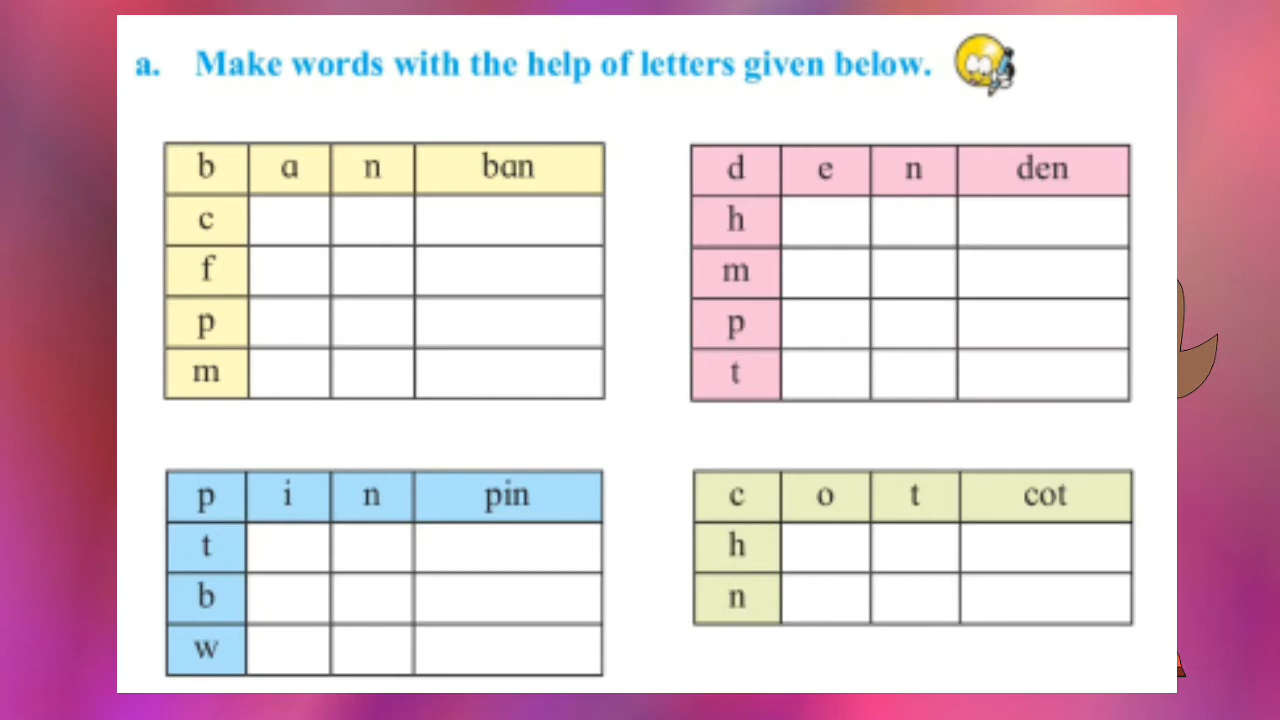 a. Make words with the help of letters given below.
b a n ban
c
f
p
m
d e n den
h
m
p
t
p i n pin
t
b
w
c o t cot
h
n